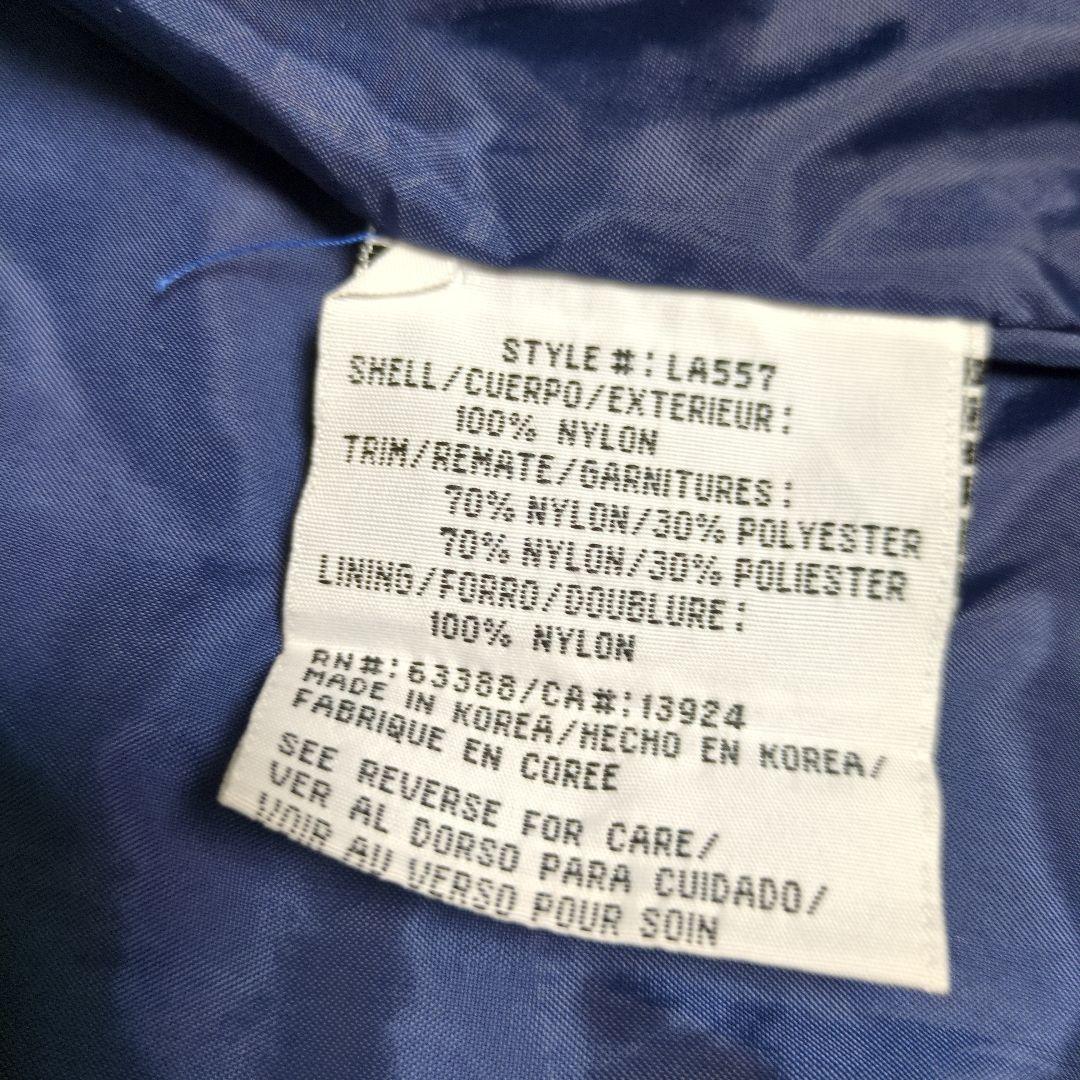 STYLE #: LA557
SHELL/CUERPO/EXTERIEUR:
100% NYLON
TRIM/REMATE/GARNITURES:
70% NYLON/30% POLYESTER
70% NYLON/30% POLIESTER
LINING/FORRO/DOUBLURE:
100% NYLON
RN#: 63388/CA#:13924
MADE IN KOREA/HECHO EN KOREA/
FABRIQUE EN COREE
SEE REVERSE FOR CARE/
VER AL DORSO PARA CUIDADO/
VOIR AU VERSO POUR SOIN